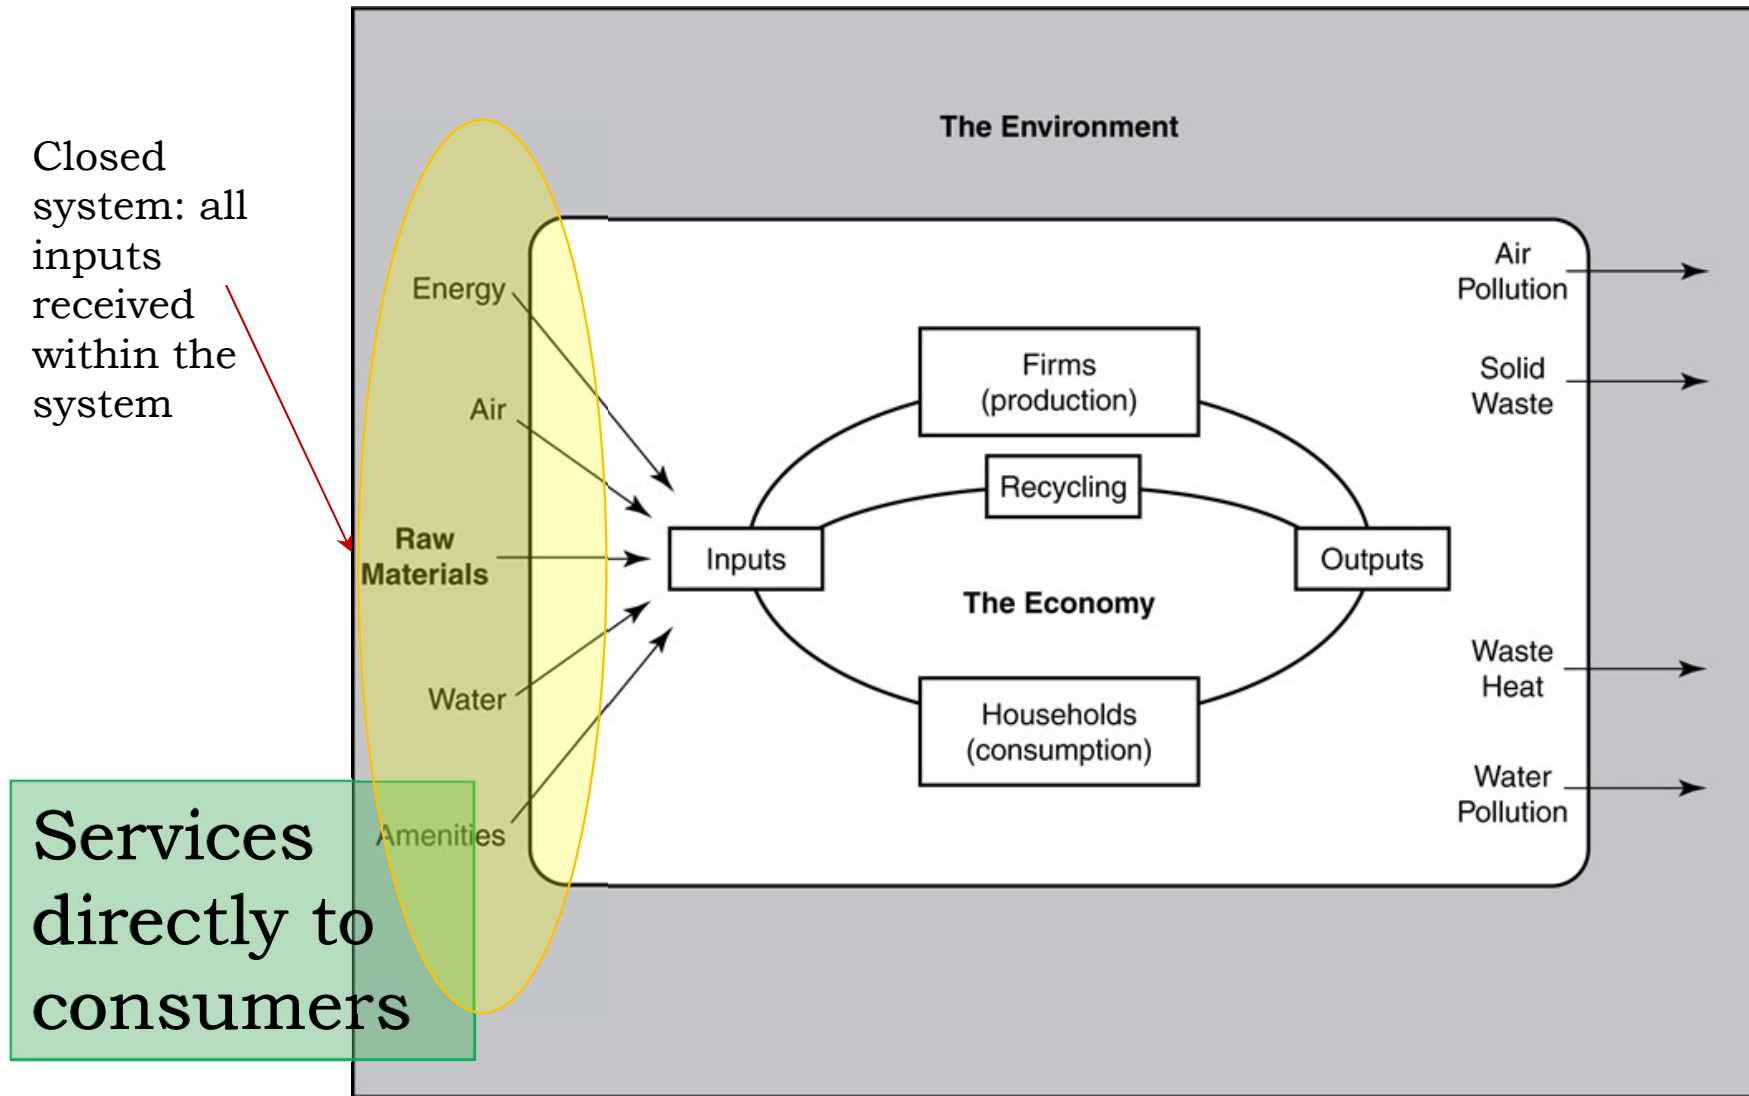 The Environment
Closed
system: all
inputs
received
within the
system
Energy
Air
Raw
Materials
Water
Amenities
Services
directly to
consumers
Firms
(production)
Recycling
Inputs
Outputs
The Economy
Households
(consumption)
Air
Pollution
Solid
Waste
Waste
Heat
Water
Pollution